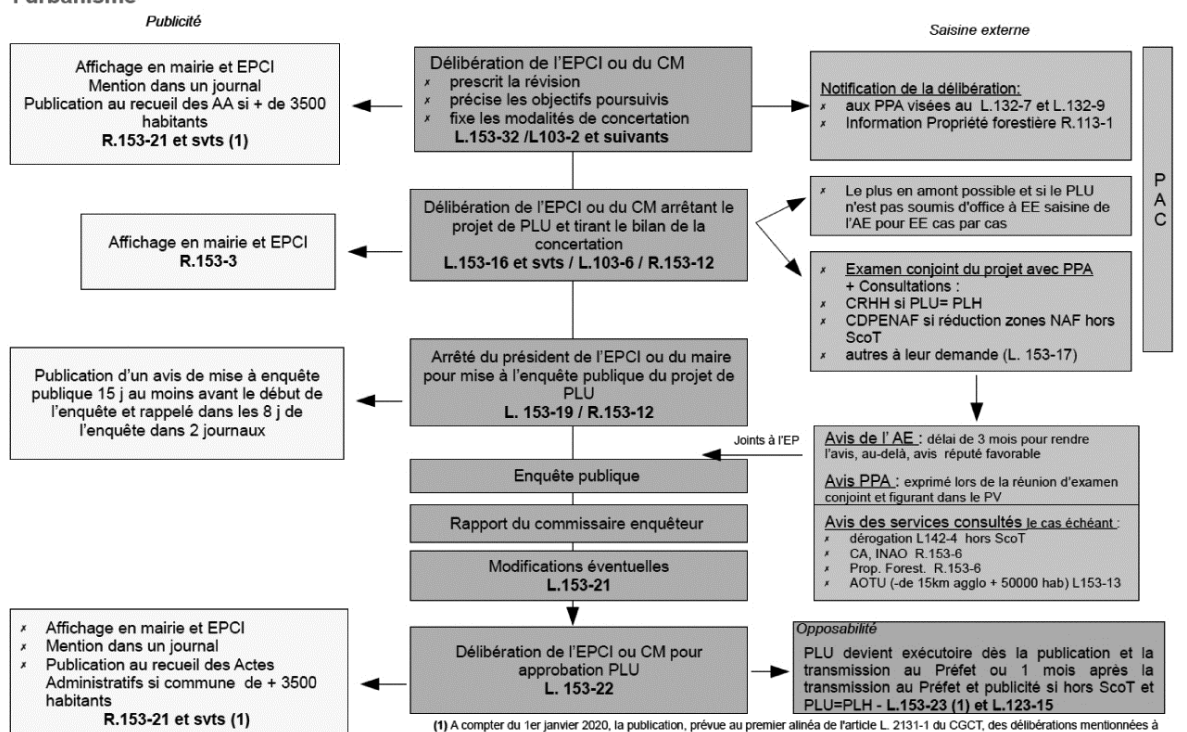 Publicité
Saisine externe
Affichage en mairie et EPCI
Mention dans un journal
Publication au recueil des AA si + de 3500
habitants
R.153-21 et svts (1)
Délibération de l'EPCI ou du CM
x prescrit la révision
x précise les objectifs poursuivis
x fixe les modalités de concertation
L.153-32 /L103-2 et suivants
Notification de la délibération:
x aux PPA visées au L.132-7 et L.132-9
x Information Propriété forestière R.113-1
PAC
Affichage en mairie et EPCI
R.153-3
Délibération de l'EPCI ou du CM arrêtant le
projet de PLU et tirant le bilan de la
concertation
L.153-16 et svts / L.103-6 / R.153-12
x Le plus en amont possible et si le PLU
n'est pas soumis d'office à EE saisine de
l'AE pour EE cas par cas
x Examen conjoint du projet avec PPA
+ Consultations :
x CRHH si PLU= PLH
x CDPENAF si réduction zones NAF hors
ScoT
x autres à leur demande (L. 153-17)
Publication d'un avis de mise à enquête
publique 15 j au moins avant le début de
l'enquête et rappelé dans les 8 j de
l'enquête dans 2 journaux
Arrêté du président de l'EPCI ou du maire
pour mise à l'enquête publique du projet de
PLU
L. 153-19 / R.153-12
Joints à l'EP
Avis de l' AE : délai de 3 mois pour rendre
l'avis, au-delà, avis réputé favorable
Avis PPA : exprimé lors de la réunion d'examen
conjoint et figurant dans le PV
Avis des services consultés le cas échéant :
x dérogation L142-4 hors ScoT
x CA, INAO R.153-6
x Prop. Forest. R.153-6
x AOTU (-de 15km agglo + 50000 hab) L153-13
Enquête publique
Rapport du commissaire enquêteur
Modifications éventuelles
L.153-21
x Affichage en mairie et EPCI
x Mention dans un journal
x Publication au recueil des Actes
Administratifs si commune de + 3500
habitants
R.153-21 et svts (1)
Délibération de l'EPCI ou CM pour
approbation PLU
L. 153-22
Opposabilité
PLU devient exécutoire dès la publication et la
transmission au Préfet ou 1 mois après la
transmission au Préfet et publicité si hors ScoT et
PLU=PLH - L.153-23 (1) et L.123-15
(1) A compter du 1er janvier 2020, la publication, prévue au premier alinéa de l'article L. 2131-1 du CGCT, des délibérations mentionnées à